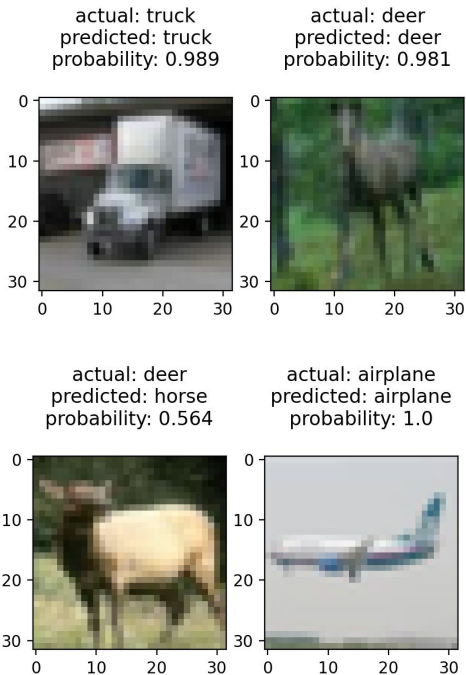 actual: truck
predicted: truck
probability: 0.989
0
10
20
30
0 10 20 30
actual: deer
predicted: deer
probability: 0.981
0
10
20
30
0 10 20 30
actual: deer
predicted: horse
probability: 0.564
0
10
20
30
0 10 20 30
actual: airplane
predicted: airplane
probability: 1.0
0
10
20
30
0 10 20 30